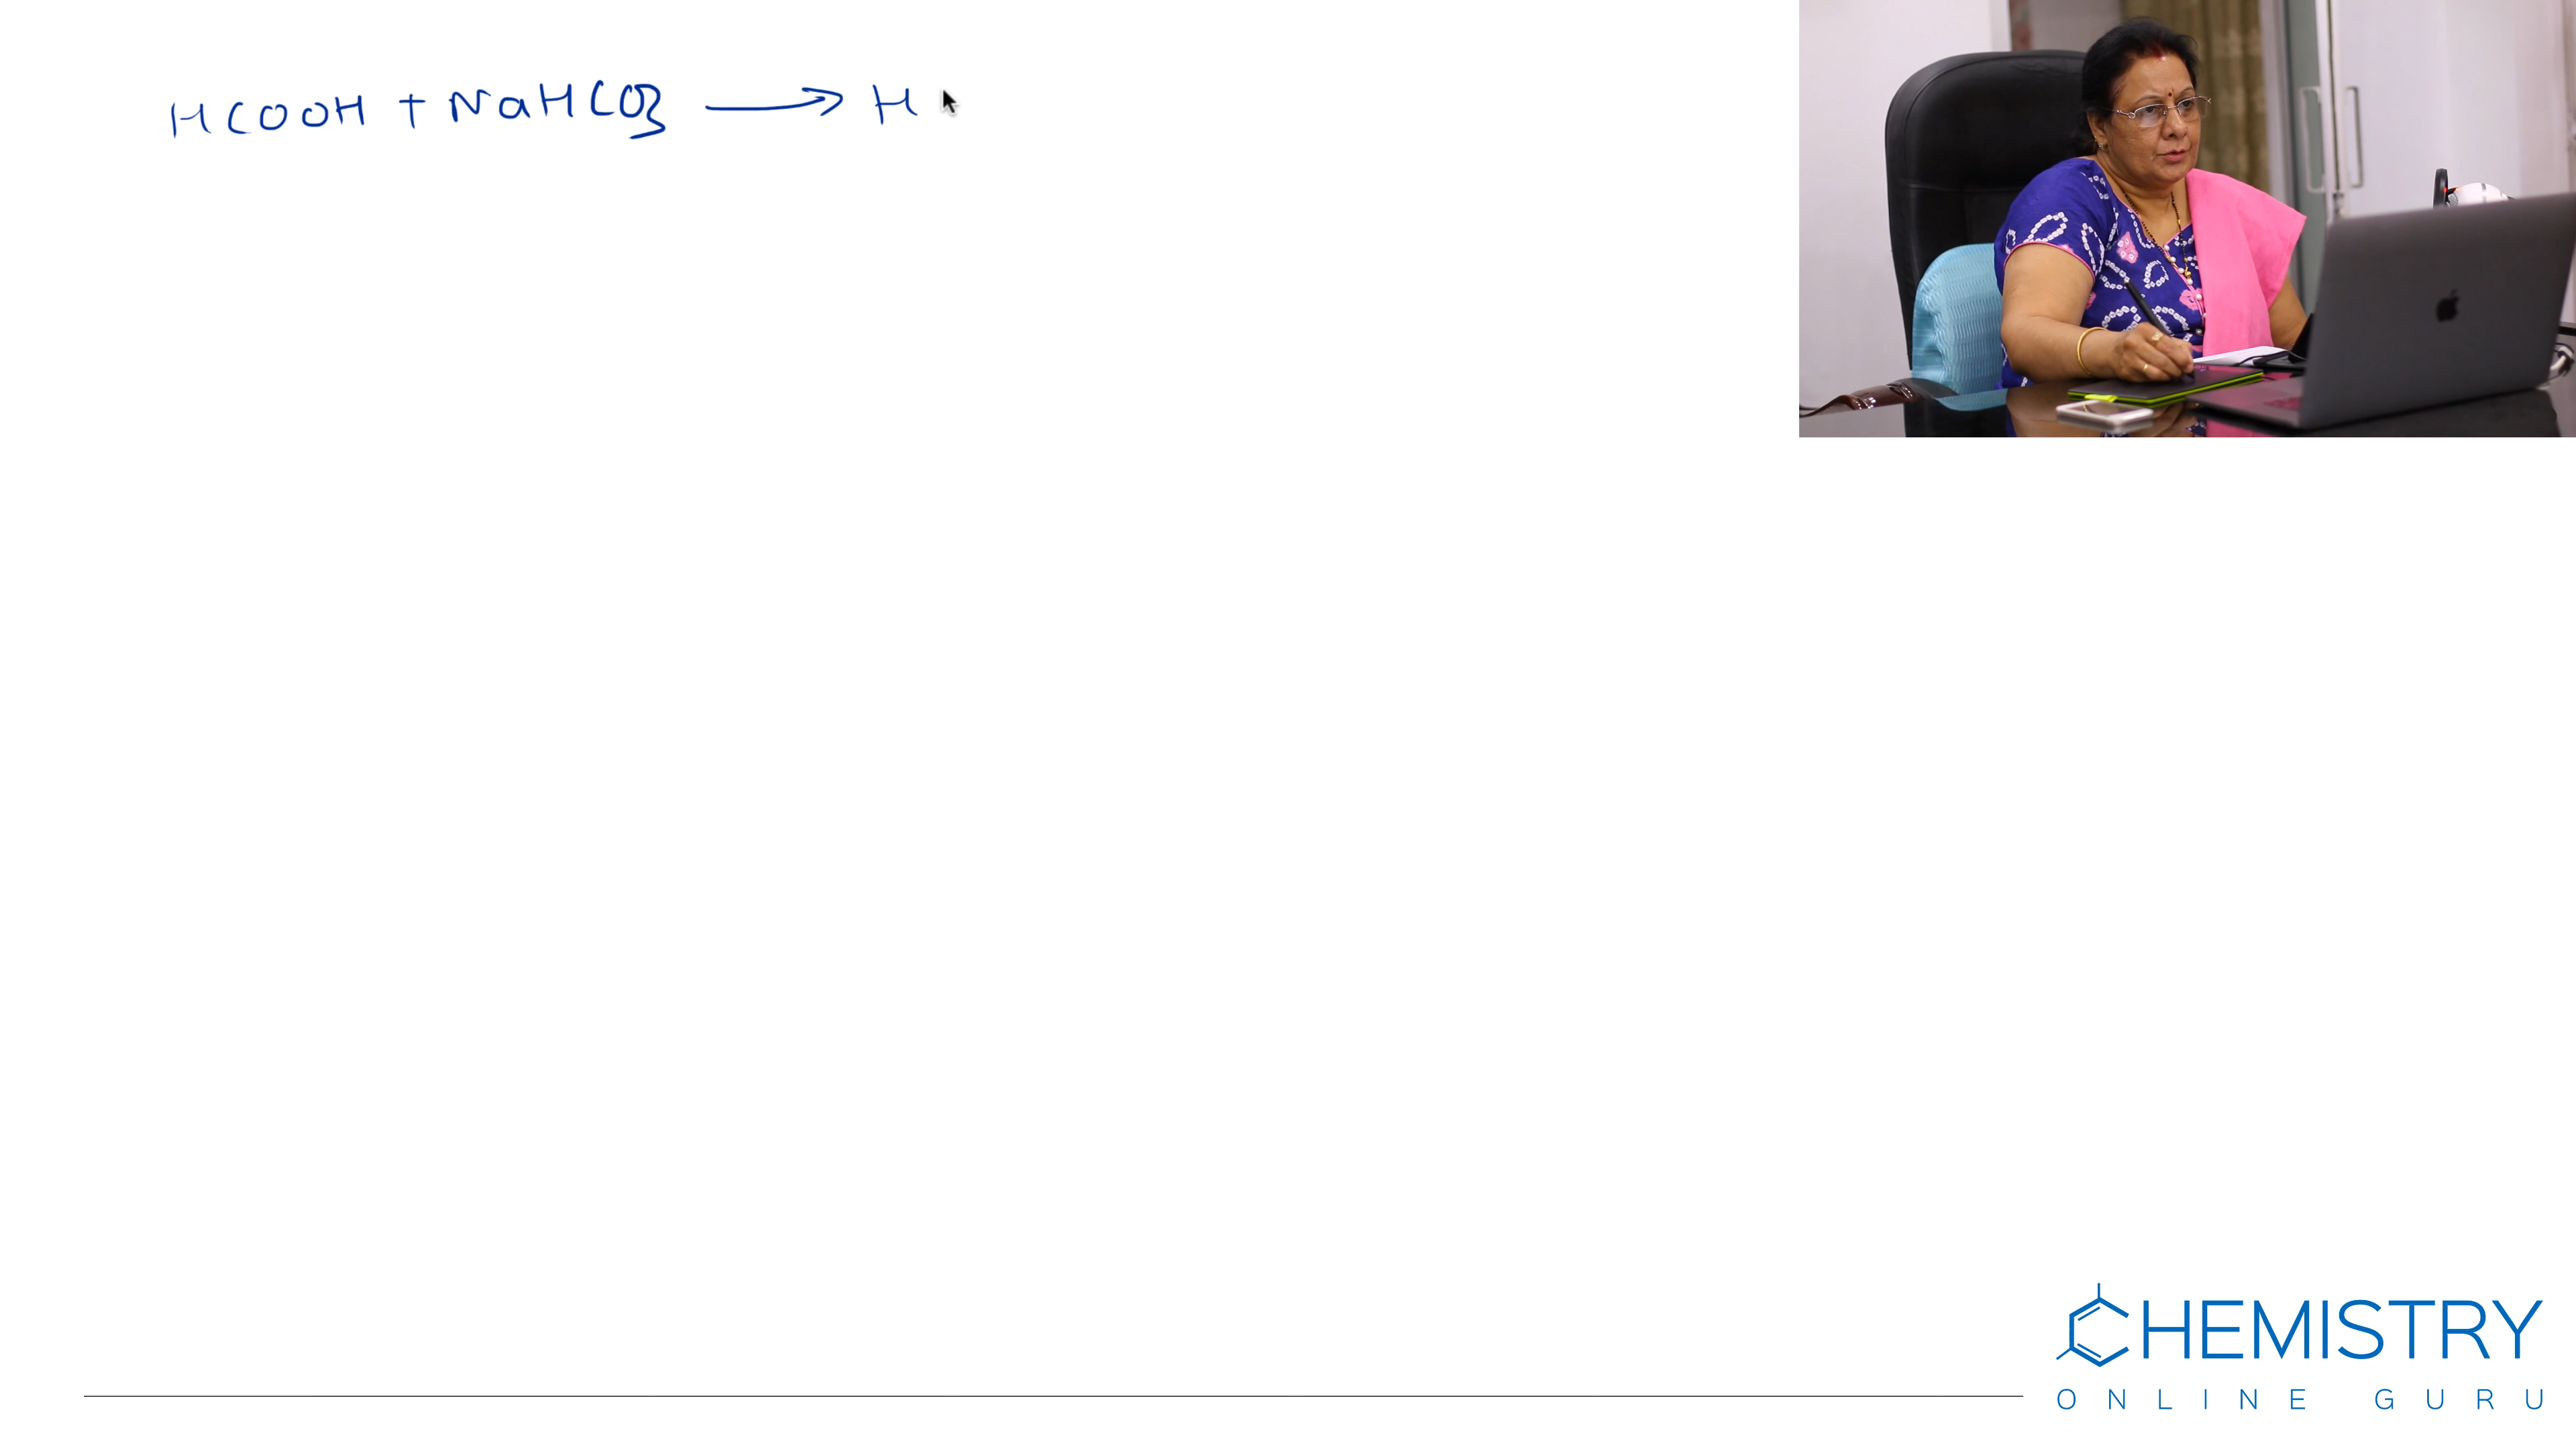 HCOOH + NaHCO3 ⟶ H
CHEMISTRY
ONLINE GURU